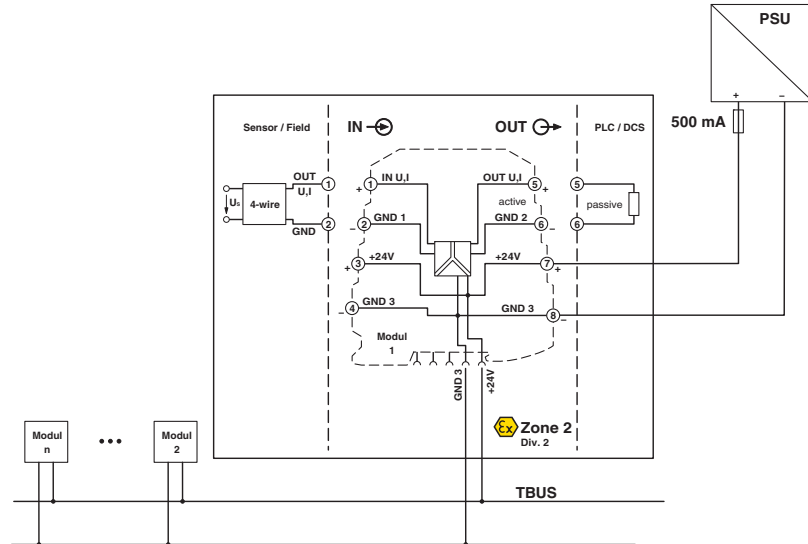 PSU
+ −
500 mA
Sensor / Field
IN
OUT
PLC / DCS
OUT
U,I
Us
4-wire
GND
1
2
+ 1 IN U,I
− 2 GND 1
+ 3 +24V
− 4 GND 3
OUT U,I 5 +
active
GND 2 6 −
+24V 7 +
GND 3 8 −
5
6
passive
Modul
1
GND 3
+24V
Ex Zone 2
Div. 2
Modul
n
•••
Modul
2
TBUS